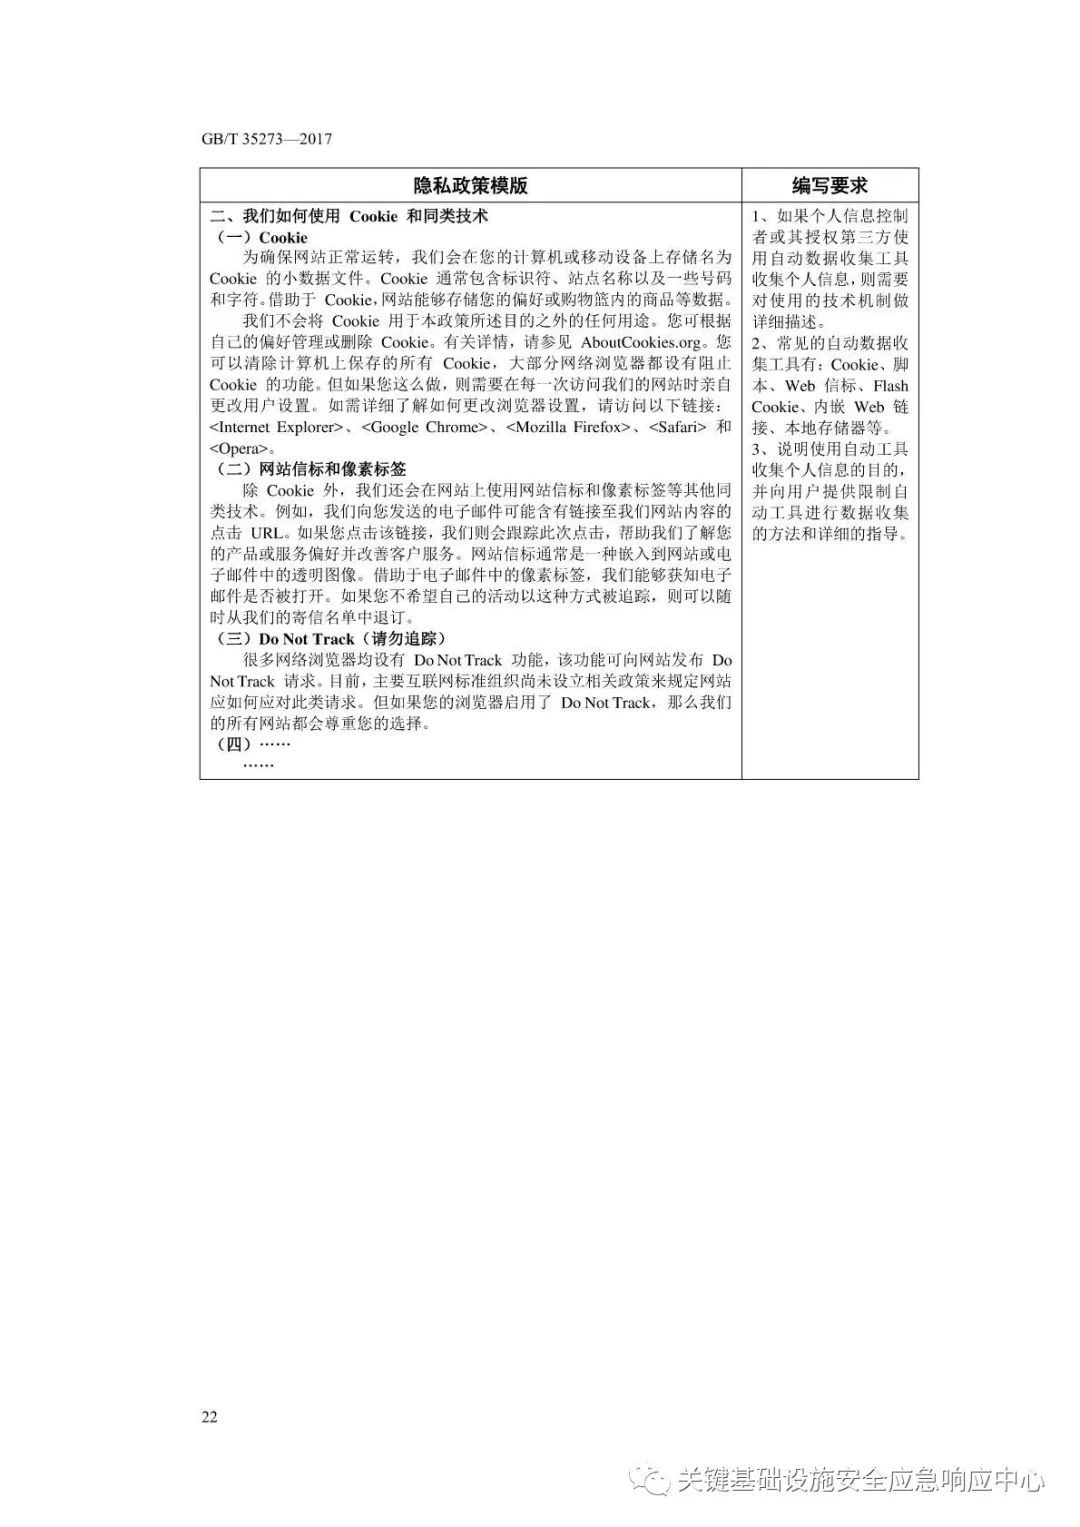 GB/T 35273—2017
隐私政策模版
编写要求
二、我们如何使用 Cookie 和同类技术
（一）Cookie
为确保网站正常运转，我们会在您的计算机或移动设备上存储名为
Cookie 的小数据文件。Cookie 通常包含标识符、站点名称以及一些号码
和字符。借助于 Cookie，网站能够存储您的偏好或购物篮内的商品等数据。
我们不会将 Cookie 用于本政策所述目的之外的任何用途。您可根据
自己的偏好管理或删除 Cookie。有关详情，请参见 AboutCookies.org。您
可以清除计算机上保存的所有 Cookie，大部分网络浏览器都设有阻止
Cookie 的功能。但如果您这么做，则需要在每一次访问我们的网站时亲自
更改用户设置。如需详细了解如何更改浏览器设置，请访问以下链接：
<Internet Explorer>、<Google Chrome>、<Mozilla Firefox>、<Safari> 和
<Opera>。
（二）网站信标和像素标签
除 Cookie 外，我们还会在网站上使用网站信标和像素标签等其他同
类技术。例如，我们向您发送的电子邮件可能含有链接至我们网站内容的
点击 URL。如果您点击该链接，我们则会跟踪此次点击，帮助我们了解您
的产品或服务偏好并改善客户服务。网站信标通常是一种嵌入到网站或电
子邮件中的透明图像。借助于电子邮件中的像素标签，我们能够获知电子
邮件是否被打开。如果您不希望自己的活动以这种方式被追踪，则可以随
时从我们的寄信名单中退订。
（三）Do Not Track（请勿追踪）
很多网络浏览器均设有 Do Not Track 功能，该功能可向网站发布 Do
Not Track 请求。目前，主要互联网标准组织尚未设立相关政策来规定网站
应如何应对此类请求。但如果您的浏览器启用了 Do Not Track，那么我们
的所有网站都会尊重您的选择。
（四）……
……
1、如果个人信息控制
者或其授权第三方使
用自动数据收集工具
收集个人信息，则需要
对使用的技术机制做
详细描述。
2、常见的自动数据收
集工具有：Cookie、脚
本、Web 信标、Flash
Cookie、内嵌 Web 链
接、本地存储器等。
3、说明使用自动工具
收集个人信息的目的，
并向用户提供限制自
动工具进行数据收集
的方法和详细的指导。
22
关键基础设施安全应急响应中心